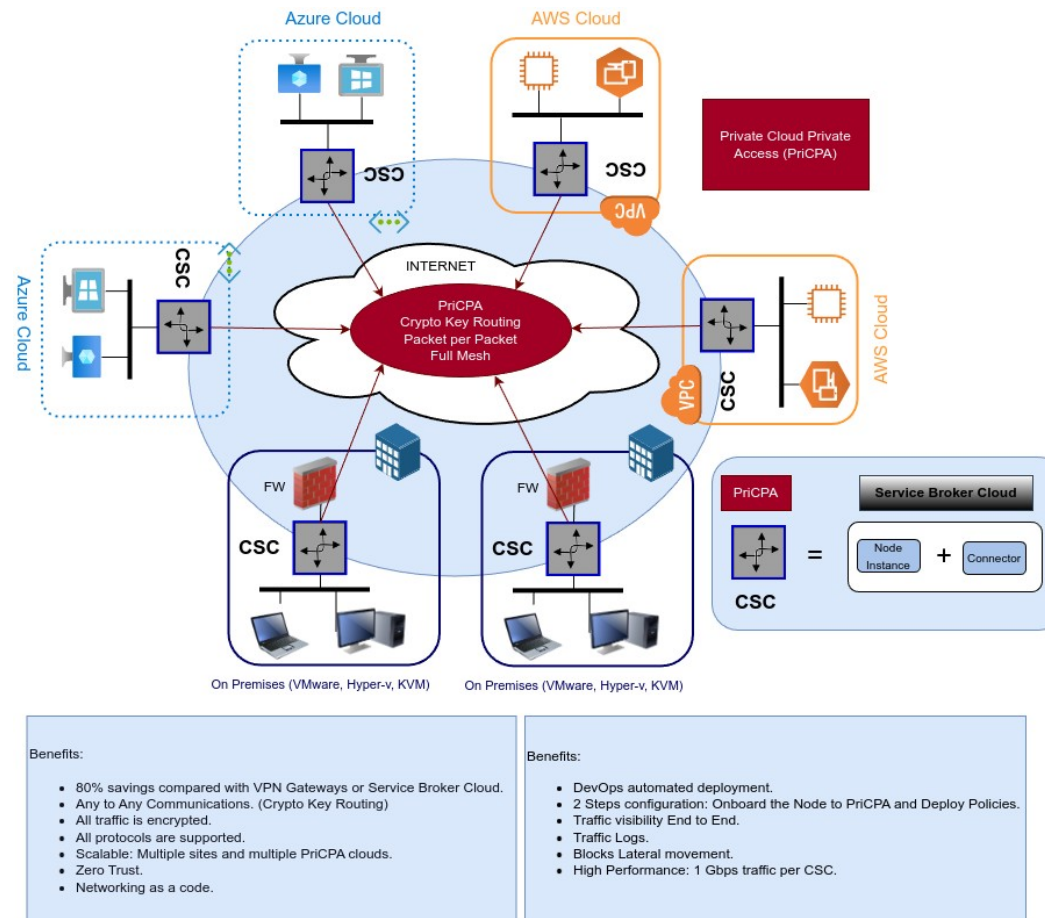 Azure Cloud
AWS Cloud
Private Cloud Private
Access (PriCPA)
CSC
CSC
VPC
INTERNET
Azure Cloud
CSC
PriCPA
Crypto Key Routing
Packet per Packet
Full Mesh
CSC
VPC
AWS Cloud
FW
CSC
FW
CSC
On Premises (VMware, Hyper-v, KVM)
On Premises (VMware, Hyper-v, KVM)
PriCPA
Service Broker Cloud
CSC
=
Node
Instance
+
Connector
Benefits:
• 80% savings compared with VPN Gateways or Service Broker Cloud.
• Any to Any Communications. (Crypto Key Routing)
• All traffic is encrypted.
• All protocols are supported.
• Scalable: Multiple sites and multiple PriCPA clouds.
• Zero Trust.
• Networking as a code.
Benefits:
• DevOps automated deployment.
• 2 Steps configuration: Onboard the Node to PriCPA and Deploy Policies.
• Traffic visibility End to End.
• Traffic Logs.
• Blocks Lateral movement.
• High Performance: 1 Gbps traffic per CSC.